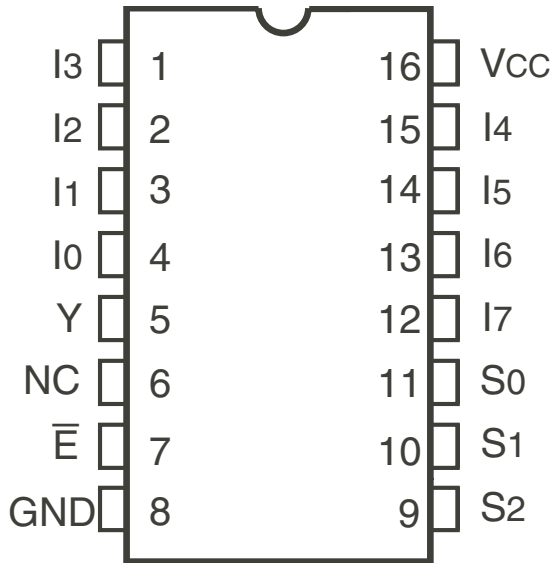 I3 1 16 VCC
I2 2 15 I4
I1 3 14 I5
I0 4 13 I6
Y 5 12 I7
NC 6 11 S0
E̅ 7 10 S1
GND 8 9 S2